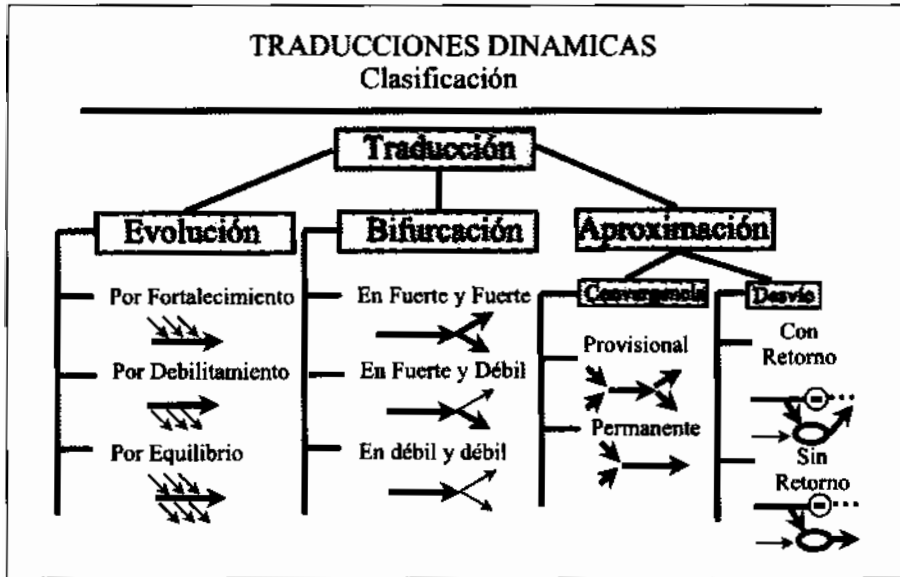 TRADUCCIONES DINAMICAS
Clasificación
Traducción
Evolución
Por Fortalecimiento
Por Debilitamiento
Por Equilibrio
Bifurcación
En Fuerte y Fuerte
En Fuerte y Débil
En débil y débil
Aproximación
Convergencia
Provisional
Permanente
Desvío
Con
Retorno
Sin
Retorno